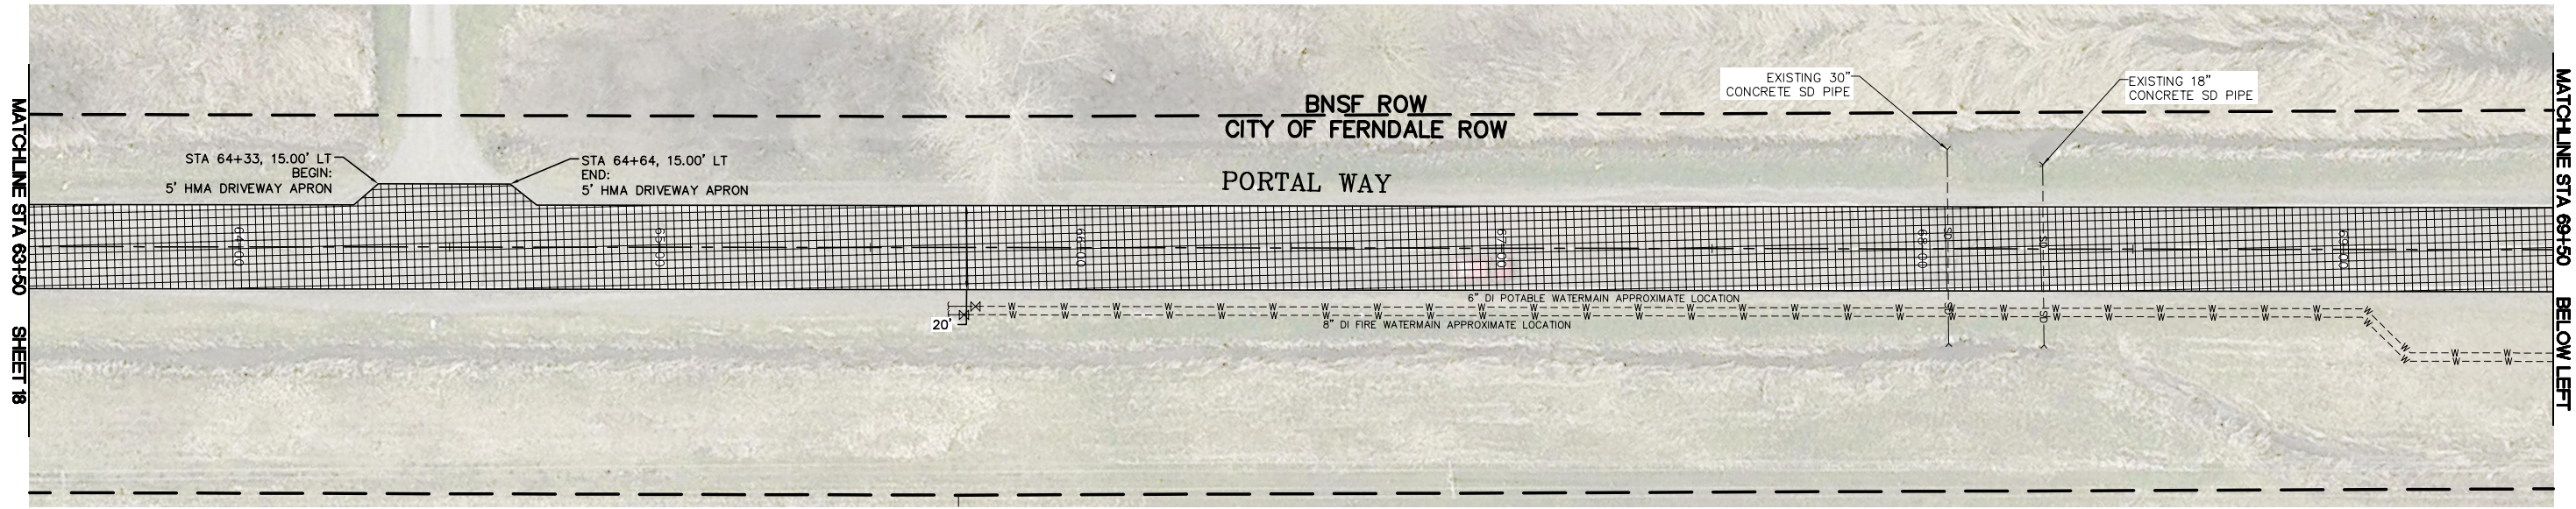 MATCHLINE STA 63+50 SHEET 18
STA 64+33, 15.00' LT
BEGIN:
5' HMA DRIVEWAY APRON
STA 64+64, 15.00' LT
END:
5' HMA DRIVEWAY APRON
BNSF ROW
CITY OF FERNDALE ROW
PORTAL WAY
EXISTING 30"
CONCRETE SD PIPE
EXISTING 18"
CONCRETE SD PIPE
64+00
65+00
66+00
67+00
68+00
69+00
SD
SD
SD
SD
20'
6" DI POTABLE WATERMAIN APPROXIMATE LOCATION
8" DI FIRE WATERMAIN APPROXIMATE LOCATION
MATCHLINE STA 69+50 BELOW LEFT